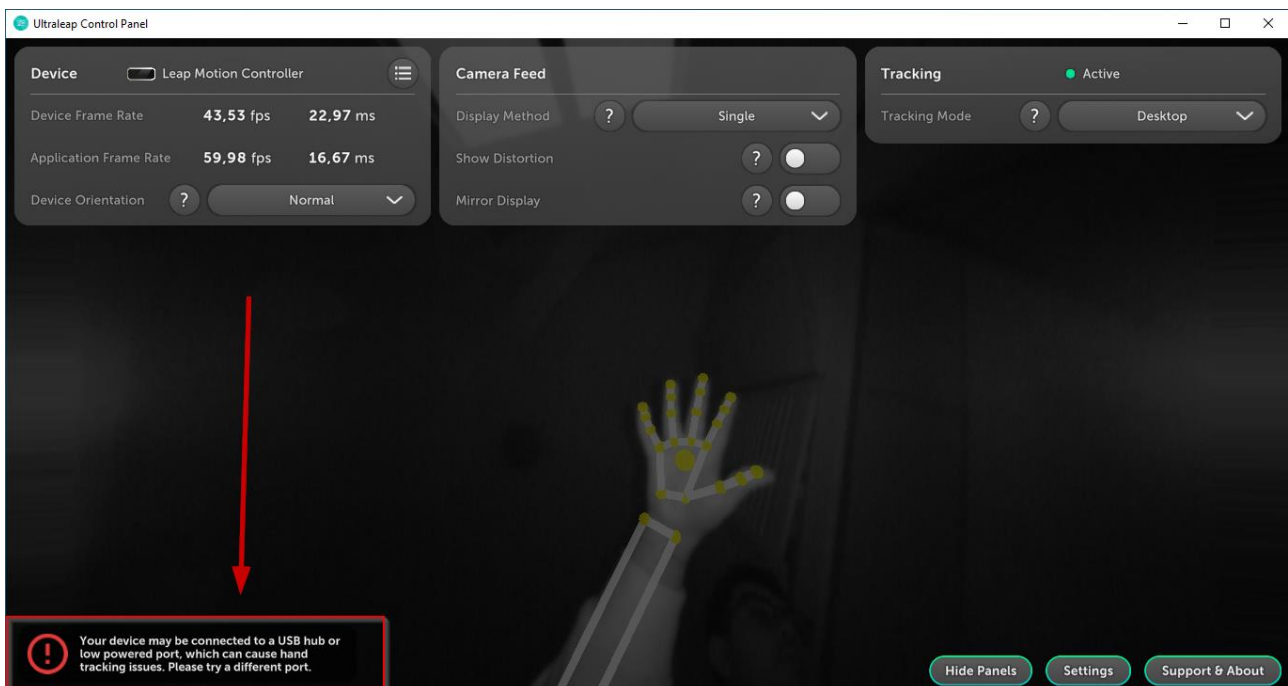 Ultraleap Control Panel
Device Leap Motion Controller
Device Frame Rate 43,53 fps 22,97 ms
Application Frame Rate 59,98 fps 16,67 ms
Device Orientation ? Normal
Camera Feed
Display Method ? Single
Show Distortion ?
Mirror Display ?
Tracking Active
Tracking Mode ? Desktop
Your device may be connected to a USB hub or
low powered port, which can cause hand
tracking issues. Please try a different port.
Hide Panels Settings Support & About